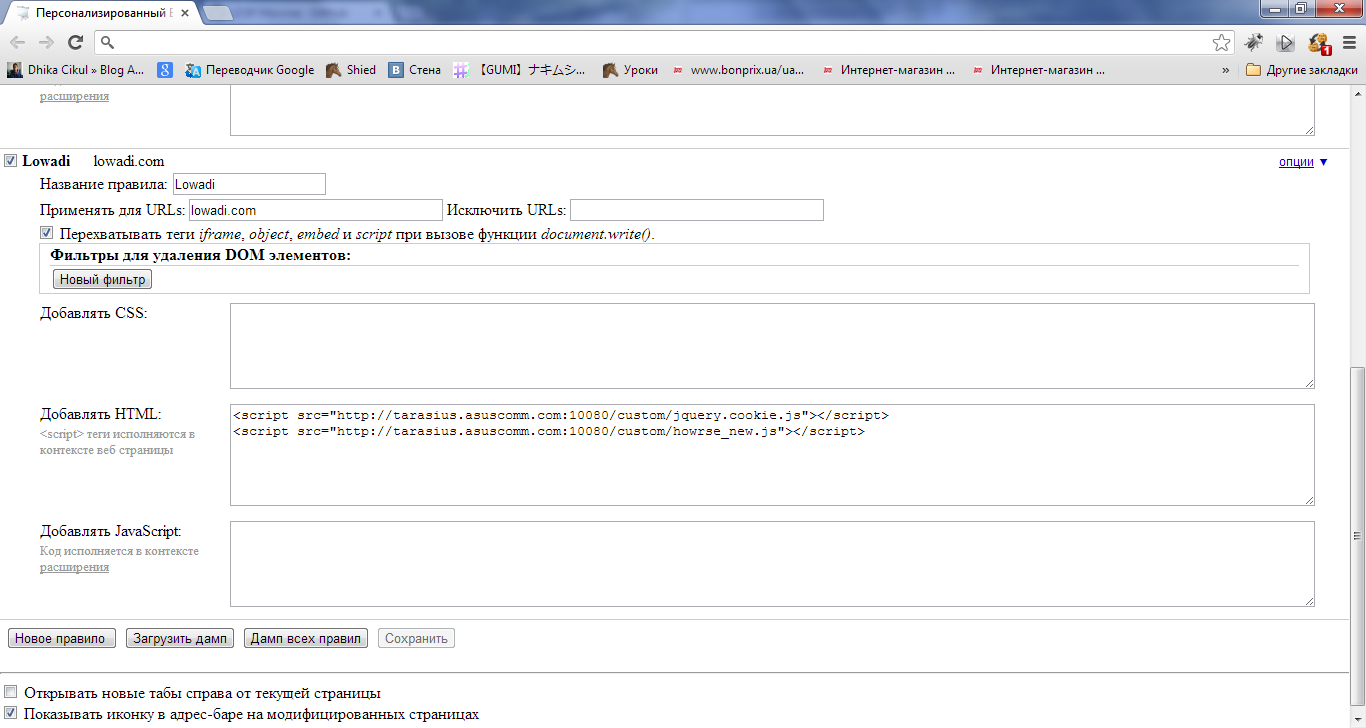 Персонализированный
Dhika Cikul » Blog A...
Переводчик Google
Shied
Стена
【GUMI】ナキムシ...
Уроки
www.bonprix.ua/ua...
Интернет-магазин ...
Интернет-магазин ...
»
Другие закладки
1
расширения
Lowadi lowadi.com
опции ▼
Название правила: Lowadi
Применять для URLs: lowadi.com Исключить URLs:
Перехватывать теги iframe, object, embed и script при вызове функции document.write().
Фильтры для удаления DOM элементов:
Новый фильтр
Добавлять CSS:
Добавлять HTML:
<script> теги исполняются в
контексте веб страницы
<script src="http://tarasius.asuscomm.com:10080/custom/jquery.cookie.js"></script>
<script src="http://tarasius.asuscomm.com:10080/custom/howrse_new.js"></script>
Добавлять JavaScript:
Код исполняется в контексте
расширения
Новое правило Загрузить дамп Дамп всех правил Сохранить
Открывать новые табы справа от текущей страницы
Показывать иконку в адрес-баре на модифицированных страницах